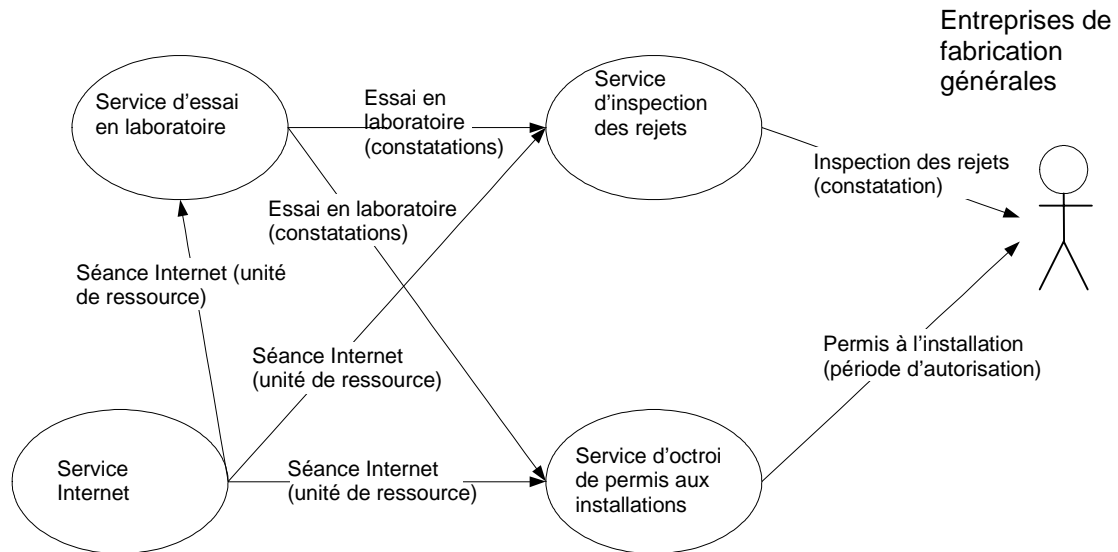 Entreprises de
fabrication
générales
Service d'essai
en laboratoire
Essai en
laboratoire
(constatations)
Service
d'inspection
des rejets
Inspection des rejets
(constatation)
Essai en laboratoire
(constatations)
Séance Internet (unité
de ressource)
Séance Internet
(unité de ressource)
Permis à l'installation
(période d'autorisation)
Service
Internet
Séance Internet
(unité de ressource)
Service d'octroi
de permis aux
installations